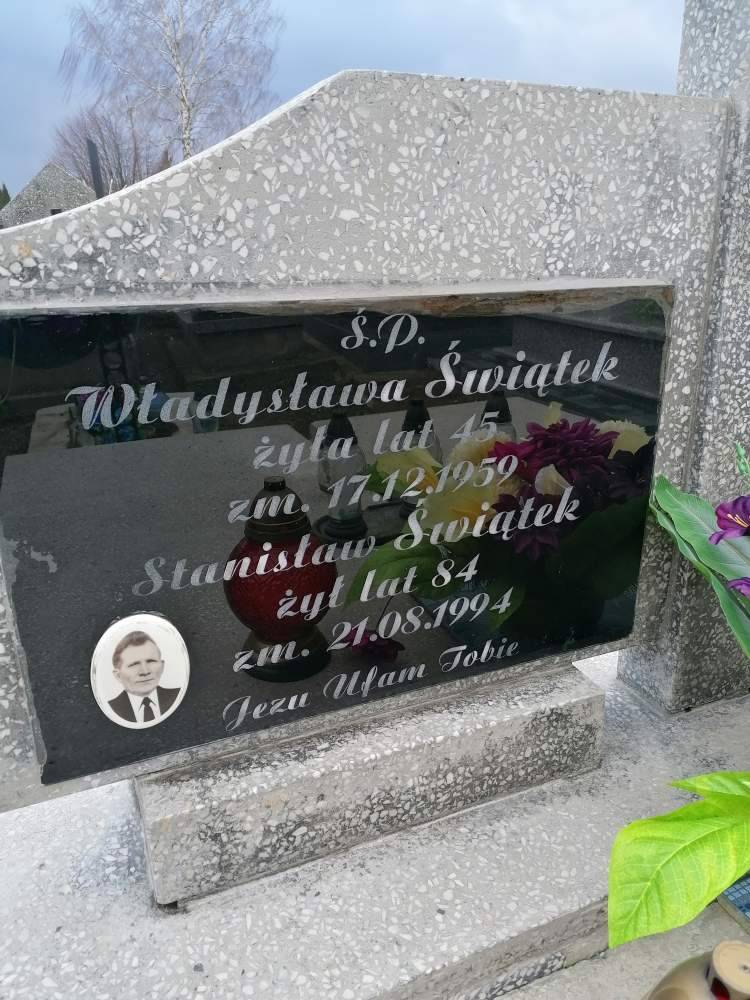 Ś.P.
Władysława Świątek
żyła lat 45
zm. 17.12.1959
Stanisław Świątek
żył lat 84
zm. 21.08.1994
Jezu Ufam Tobie